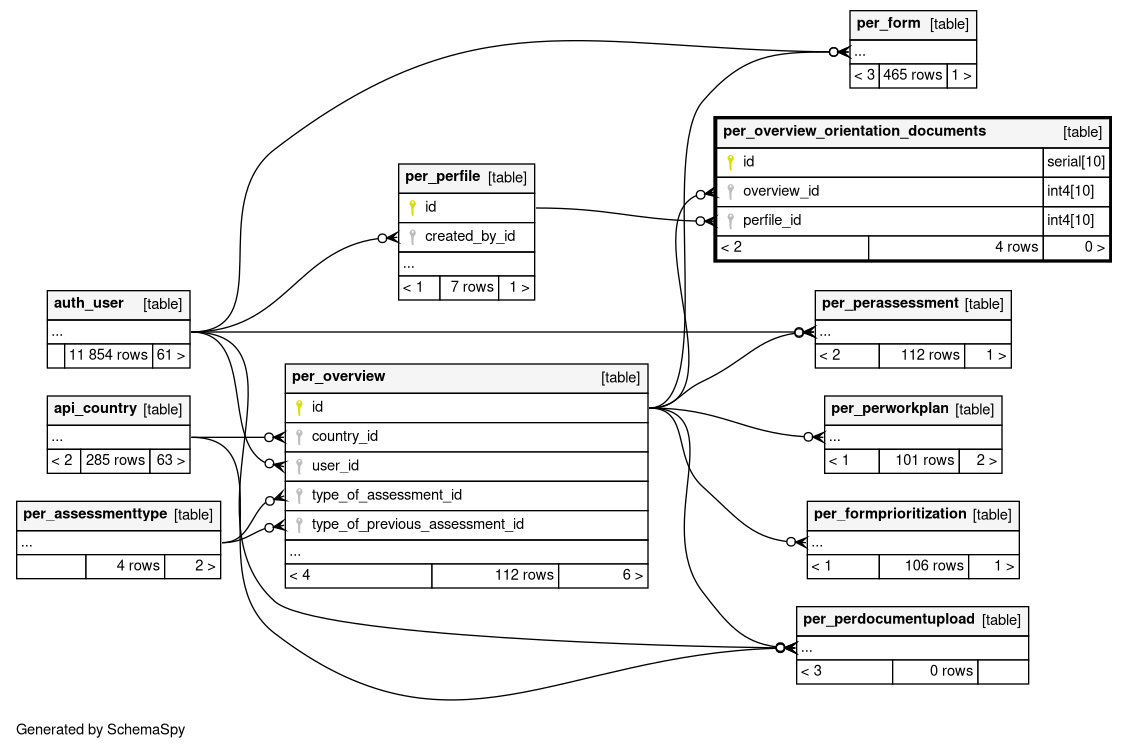 per_form [table]
...
< 3 465 rows 1 >
per_overview_orientation_documents [table]
id serial[10]
overview_id int4[10]
perfile_id int4[10]
< 2 4 rows 0 >
per_perfile [table]
id
created_by_id
...
< 1 7 rows 1 >
auth_user [table]
...
11 854 rows 61 >
per_perassessment [table]
...
< 2 112 rows 1 >
per_overview [table]
id
country_id
user_id
type_of_assessment_id
type_of_previous_assessment_id
...
< 4 112 rows 6 >
api_country [table]
...
< 2 285 rows 63 >
per_perworkplan [table]
...
< 1 101 rows 2 >
per_assessmenttype [table]
...
4 rows 2 >
per_formprioritization [table]
...
< 1 106 rows 1 >
per_perdocumentupload [table]
...
< 3 0 rows
Generated by SchemaSpy